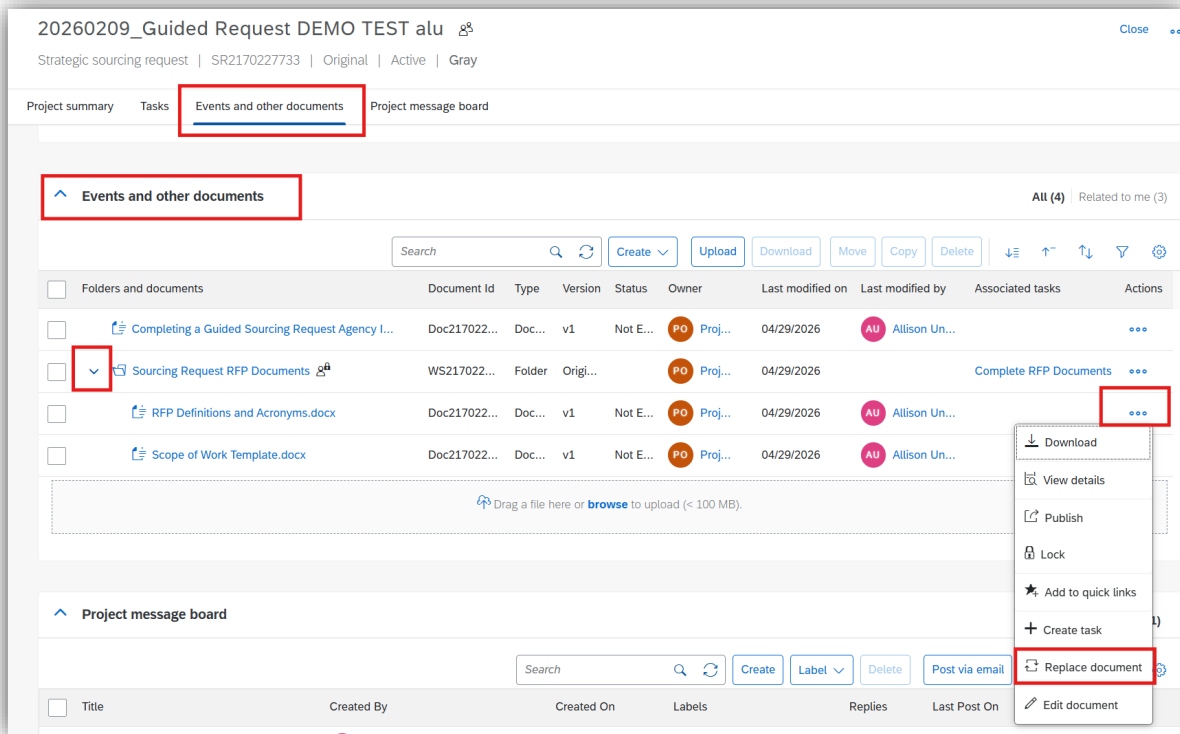 20260209_Guided Request DEMO TEST alu
Close
Strategic sourcing request | SR2170227733 | Original | Active | Gray
Project summary Tasks Events and other documents Project message board
Events and other documents
All (4) Related to me (3)
Search Create Upload Download Move Copy Delete
Folders and documents Document Id Type Version Status Owner Last modified on Last modified by Associated tasks Actions
Completing a Guided Sourcing Request Agency I... Doc217022... Doc... v1 Not E... PO Proj... 04/29/2026 AU Allison Un...
Sourcing Request RFP Documents WS217022... Folder Origi... PO Proj... 04/29/2026 Complete RFP Documents
RFP Definitions and Acronyms.docx Doc217022... Doc... v1 Not E... PO Proj... 04/29/2026 AU Allison Un...
Scope of Work Template.docx Doc217022... Doc... v1 Not E... PO Proj... 04/29/2026 AU Allison Un...
Drag a file here or browse to upload (< 100 MB).
Download
View details
Publish
Lock
Add to quick links
Create task
Replace document
Edit document
Project message board
1)
Search Create Label Delete Post via email
Title Created By Created On Labels Replies Last Post On